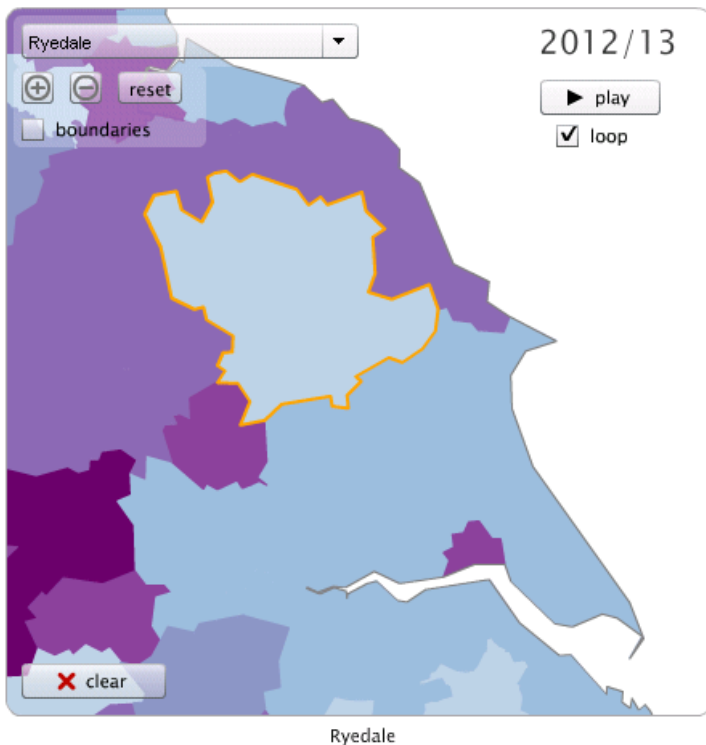 Ryedale
2012/13
reset
play
boundaries
loop
clear
Ryedale